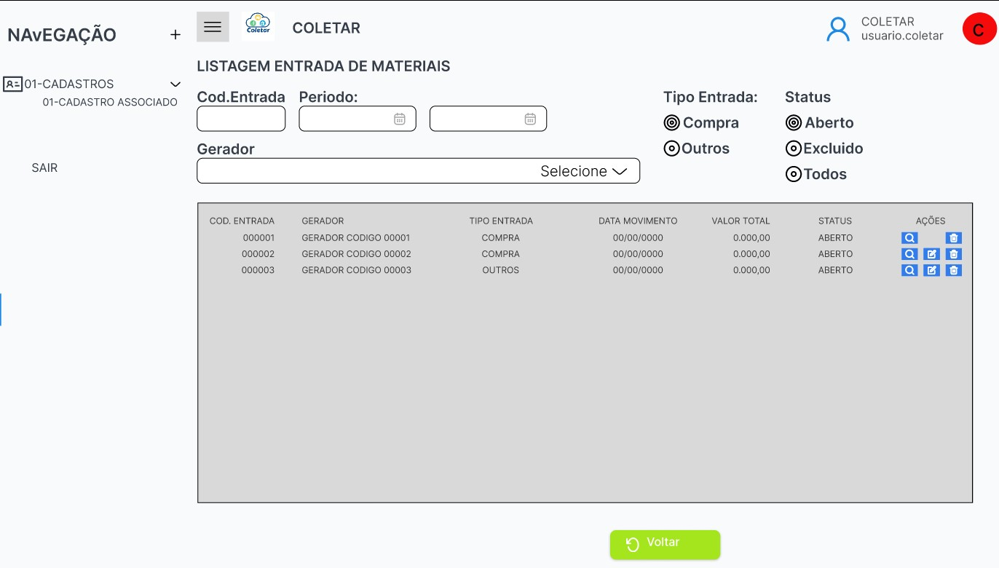 NAvEGAÇÃO +
01-CADASTROS
01-CADASTRO ASSOCIADO
SAIR
Coletar
COLETAR
COLETAR
usuario.coletar
C
LISTAGEM ENTRADA DE MATERIAIS
Cod.Entrada Periodo: Tipo Entrada: Status
Compra Aberto
Outros Excluido
Todos
Gerador
Selecione
COD. ENTRADA GERADOR TIPO ENTRADA DATA MOVIMENTO VALOR TOTAL STATUS AÇÕES
000001 GERADOR CODIGO 00001 COMPRA 00/00/0000 0.000,00 ABERTO
000002 GERADOR CODIGO 00002 COMPRA 00/00/0000 0.000,00 ABERTO
000003 GERADOR CODIGO 00003 OUTROS 00/00/0000 0.000,00 ABERTO
Voltar